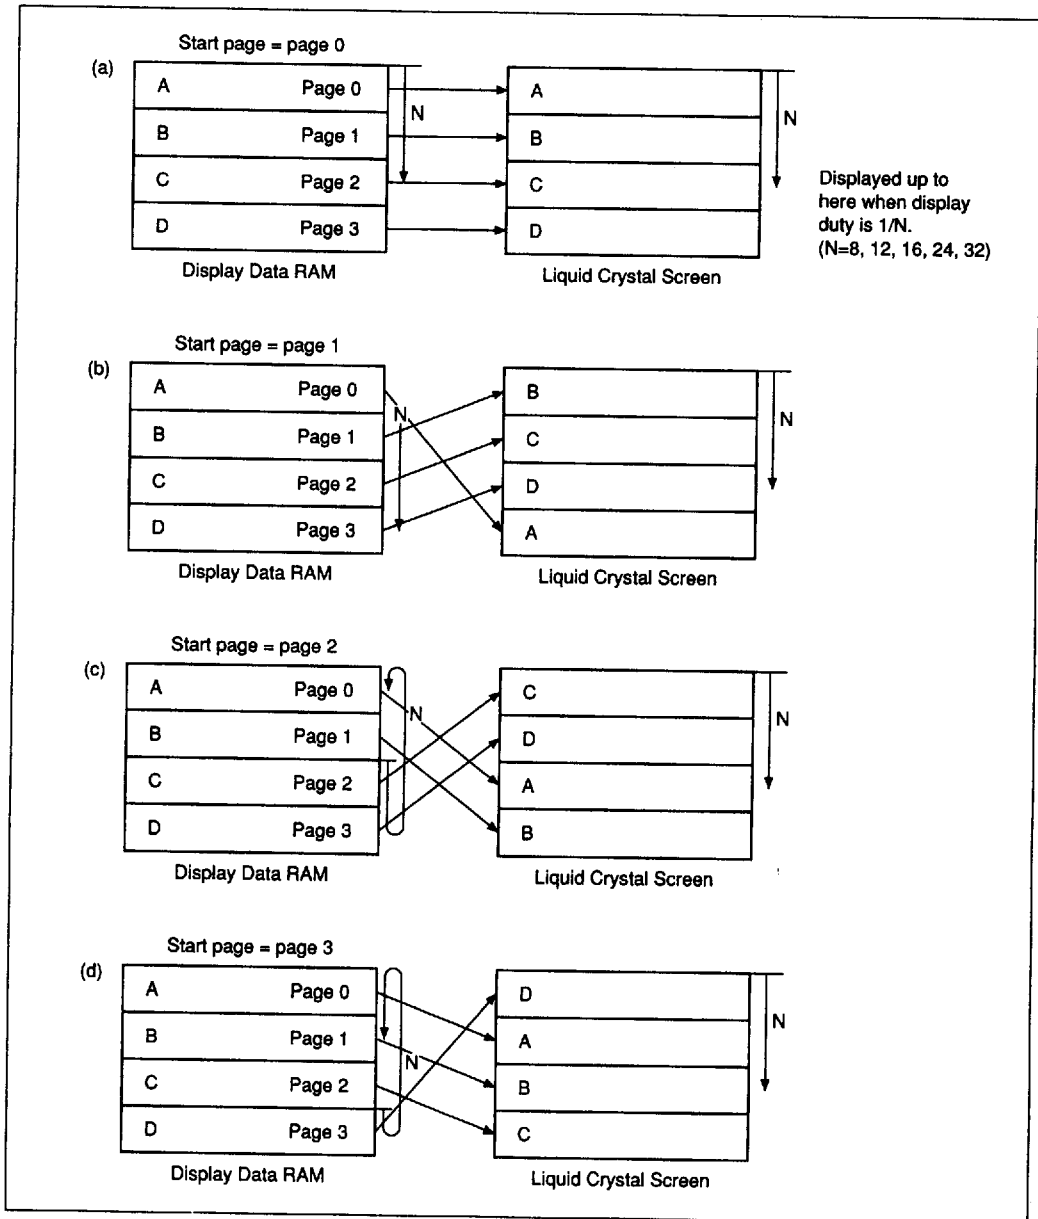 Start page = page 0
(a)
A Page 0
B Page 1
C Page 2
D Page 3
N
A
B
C
D
N
Display Data RAM
Liquid Crystal Screen
Displayed up to
here when display
duty is 1/N.
(N=8, 12, 16, 24, 32)
Start page = page 1
(b)
A Page 0
B Page 1
C Page 2
D Page 3
N
B
C
D
A
N
Display Data RAM
Liquid Crystal Screen
Start page = page 2
(c)
A Page 0
B Page 1
C Page 2
D Page 3
N
C
D
A
B
N
Display Data RAM
Liquid Crystal Screen
Start page = page 3
(d)
A Page 0
B Page 1
C Page 2
D Page 3
N
D
A
B
C
N
Display Data RAM
Liquid Crystal Screen